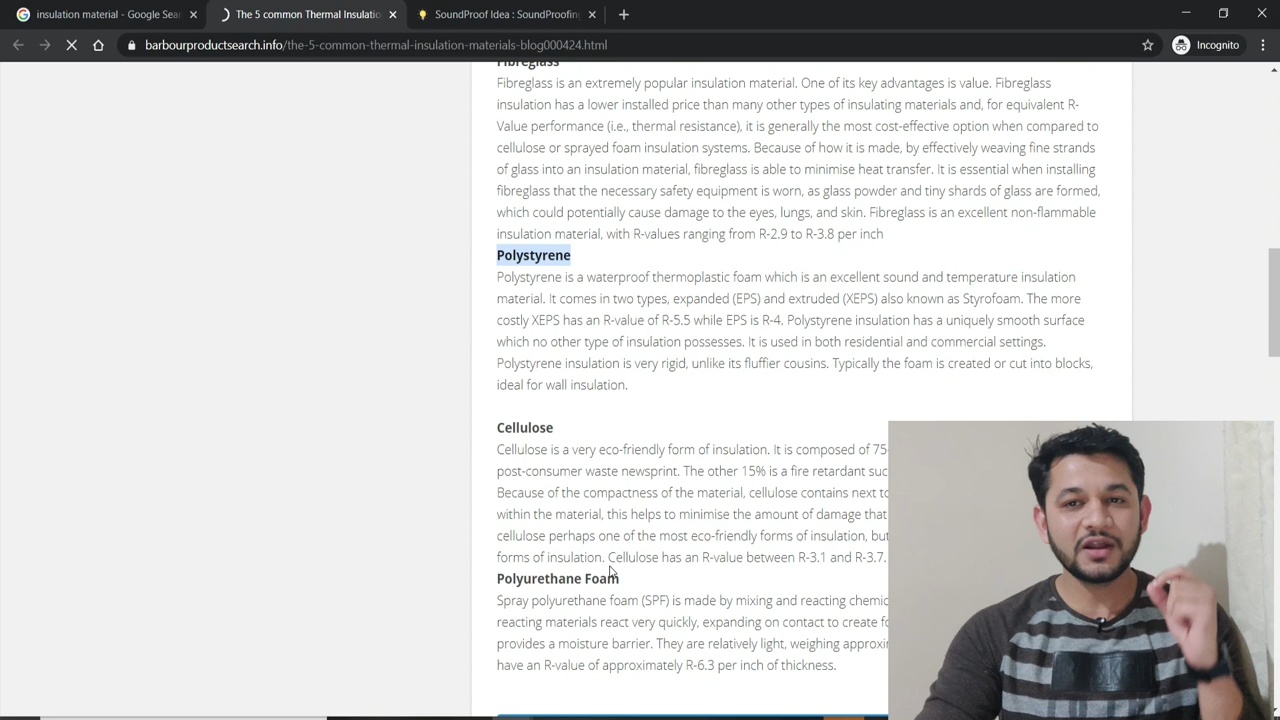 insulation material - Google Sear
The 5 common Thermal Insulatio
SoundProof Idea : SoundProofing
barbourproductsearch.info/the-5-common-thermal-insulation-materials-blog000424.html
Incognito
Fibreglass
Fibreglass is an extremely popular insulation material. One of its key advantages is value. Fibreglass
insulation has a lower installed price than many other types of insulating materials and, for equivalent R-
Value performance (i.e., thermal resistance), it is generally the most cost-effective option when compared to
cellulose or sprayed foam insulation systems. Because of how it is made, by effectively weaving fine strands
of glass into an insulation material, fibreglass is able to minimise heat transfer. It is essential when installing
fibreglass that the necessary safety equipment is worn, as glass powder and tiny shards of glass are formed,
which could potentially cause damage to the eyes, lungs, and skin. Fibreglass is an excellent non-flammable
insulation material, with R-values ranging from R-2.9 to R-3.8 per inch
Polystyrene
Polystyrene is a waterproof thermoplastic foam which is an excellent sound and temperature insulation
material. It comes in two types, expanded (EPS) and extruded (XEPS) also known as Styrofoam. The more
costly XEPS has an R-value of R-5.5 while EPS is R-4. Polystyrene insulation has a uniquely smooth surface
which no other type of insulation possesses. It is used in both residential and commercial settings.
Polystyrene insulation is very rigid, unlike its fluffier cousins. Typically the foam is created or cut into blocks,
ideal for wall insulation.
Cellulose
Cellulose is a very eco-friendly form of insulation. It is composed of 75-
post-consumer waste newsprint. The other 15% is a fire retardant suc
Because of the compactness of the material, cellulose contains next to
within the material, this helps to minimise the amount of damage that
cellulose perhaps one of the most eco-friendly forms of insulation, but
forms of insulation. Cellulose has an R-value between R-3.1 and R-3.7.
Polyurethane Foam
Spray polyurethane foam (SPF) is made by mixing and reacting chemic
reacting materials react very quickly, expanding on contact to create fo
provides a moisture barrier. They are relatively light, weighing approxi
have an R-value of approximately R-6.3 per inch of thickness.